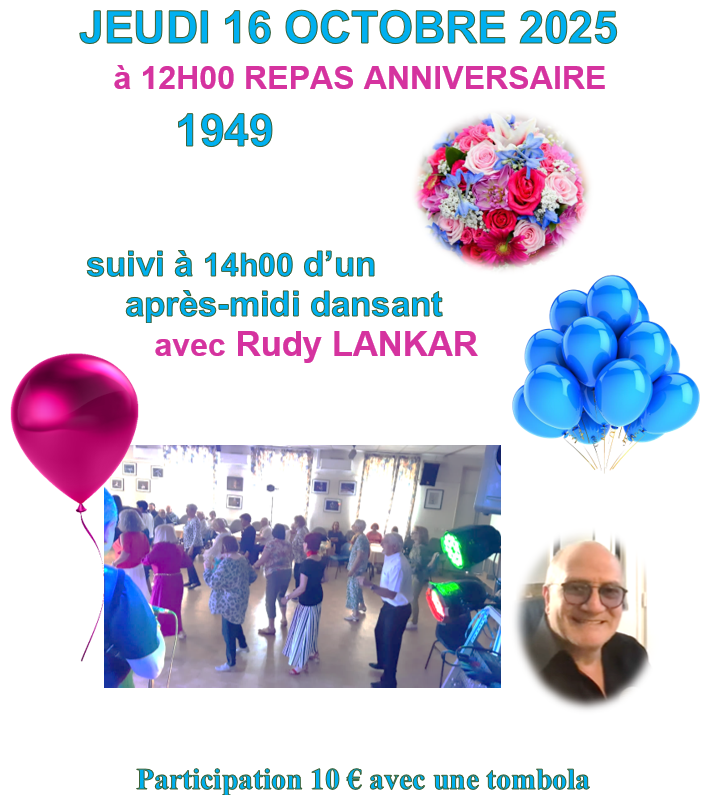 JEUDI 16 OCTOBRE 2025
à 12H00 REPAS ANNIVERSAIRE
1949
suivi à 14h00 d’un
après-midi dansant
avec Rudy LANKAR
Participation 10 € avec une tombola